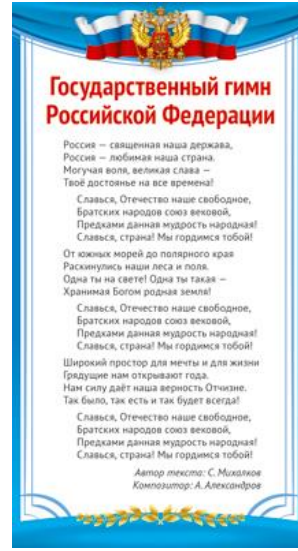 Государственный гимн
Российской Федерации
Россия — священная наша держава,
Россия — любимая наша страна.
Могучая воля, великая слава —
Твоё достоянье на все времена!
Славься, Отечество наше свободное,
Братских народов союз вековой,
Предками данная мудрость народная!
Славься, страна! Мы гордимся тобой!
От южных морей до полярного края
Раскинулись наши леса и поля.
Одна ты на свете! Одна ты такая —
Хранимая Богом родная земля!
Славься, Отечество наше свободное,
Братских народов союз вековой,
Предками данная мудрость народная!
Славься, страна! Мы гордимся тобой!
Широкий простор для мечты и для жизни
Грядущие нам открывают года.
Нам силу даёт наша верность Отчизне.
Так было, так есть и так будет всегда!
Славься, Отечество наше свободное,
Братских народов союз вековой,
Предками данная мудрость народная!
Славься, страна! Мы гордимся тобой!
Автор текста: С. Михалков
Композитор: А. Александров